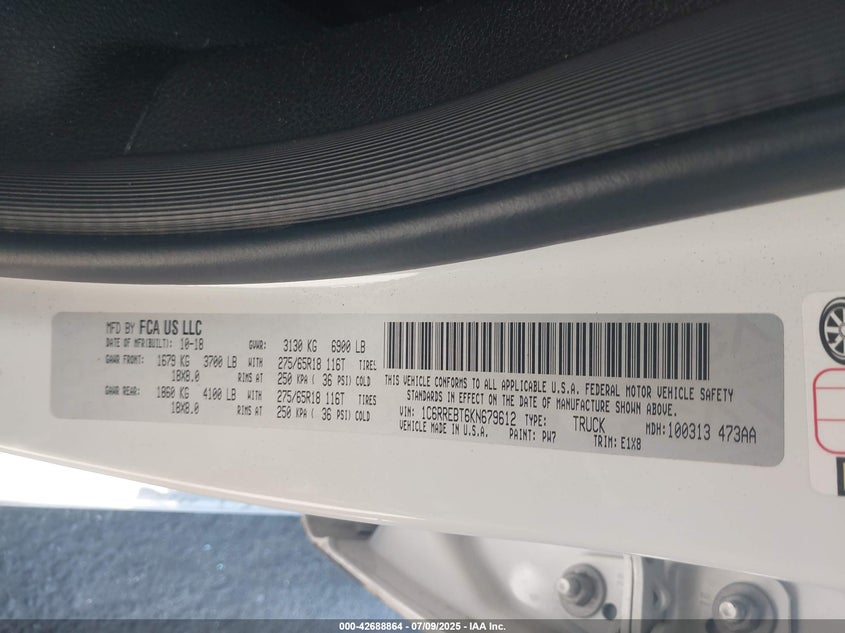 MFD BY FCA US LLC
DATE OF MFR(BUILT): 10-18 GVWR: 3130 KG 6900 LB
GAWR FRONT: 1679 KG 3700 LB WITH 275/65R18 116T TIRES
18X8.0 RIMS AT 250 KPA ( 36 PSI) COLD
GAWR REAR: 1860 KG 4100 LB WITH 275/65R18 116T TIRES
18X8.0 RIMS AT 250 KPA ( 36 PSI) COLD
THIS VEHICLE CONFORMS TO ALL APPLICABLE U.S.A. FEDERAL MOTOR VEHICLE SAFETY
STANDARDS IN EFFECT ON THE DATE OF MANUFACTURE SHOWN ABOVE.
VIN: 1C6RREBT6KN679612 TYPE: TRUCK MDH:100313 473AA
VEHICLE MADE IN U.S.A. PAINT: PW7 TRIM: E1X8
000-42688864 / 07/09/2025 - IAA Inc.